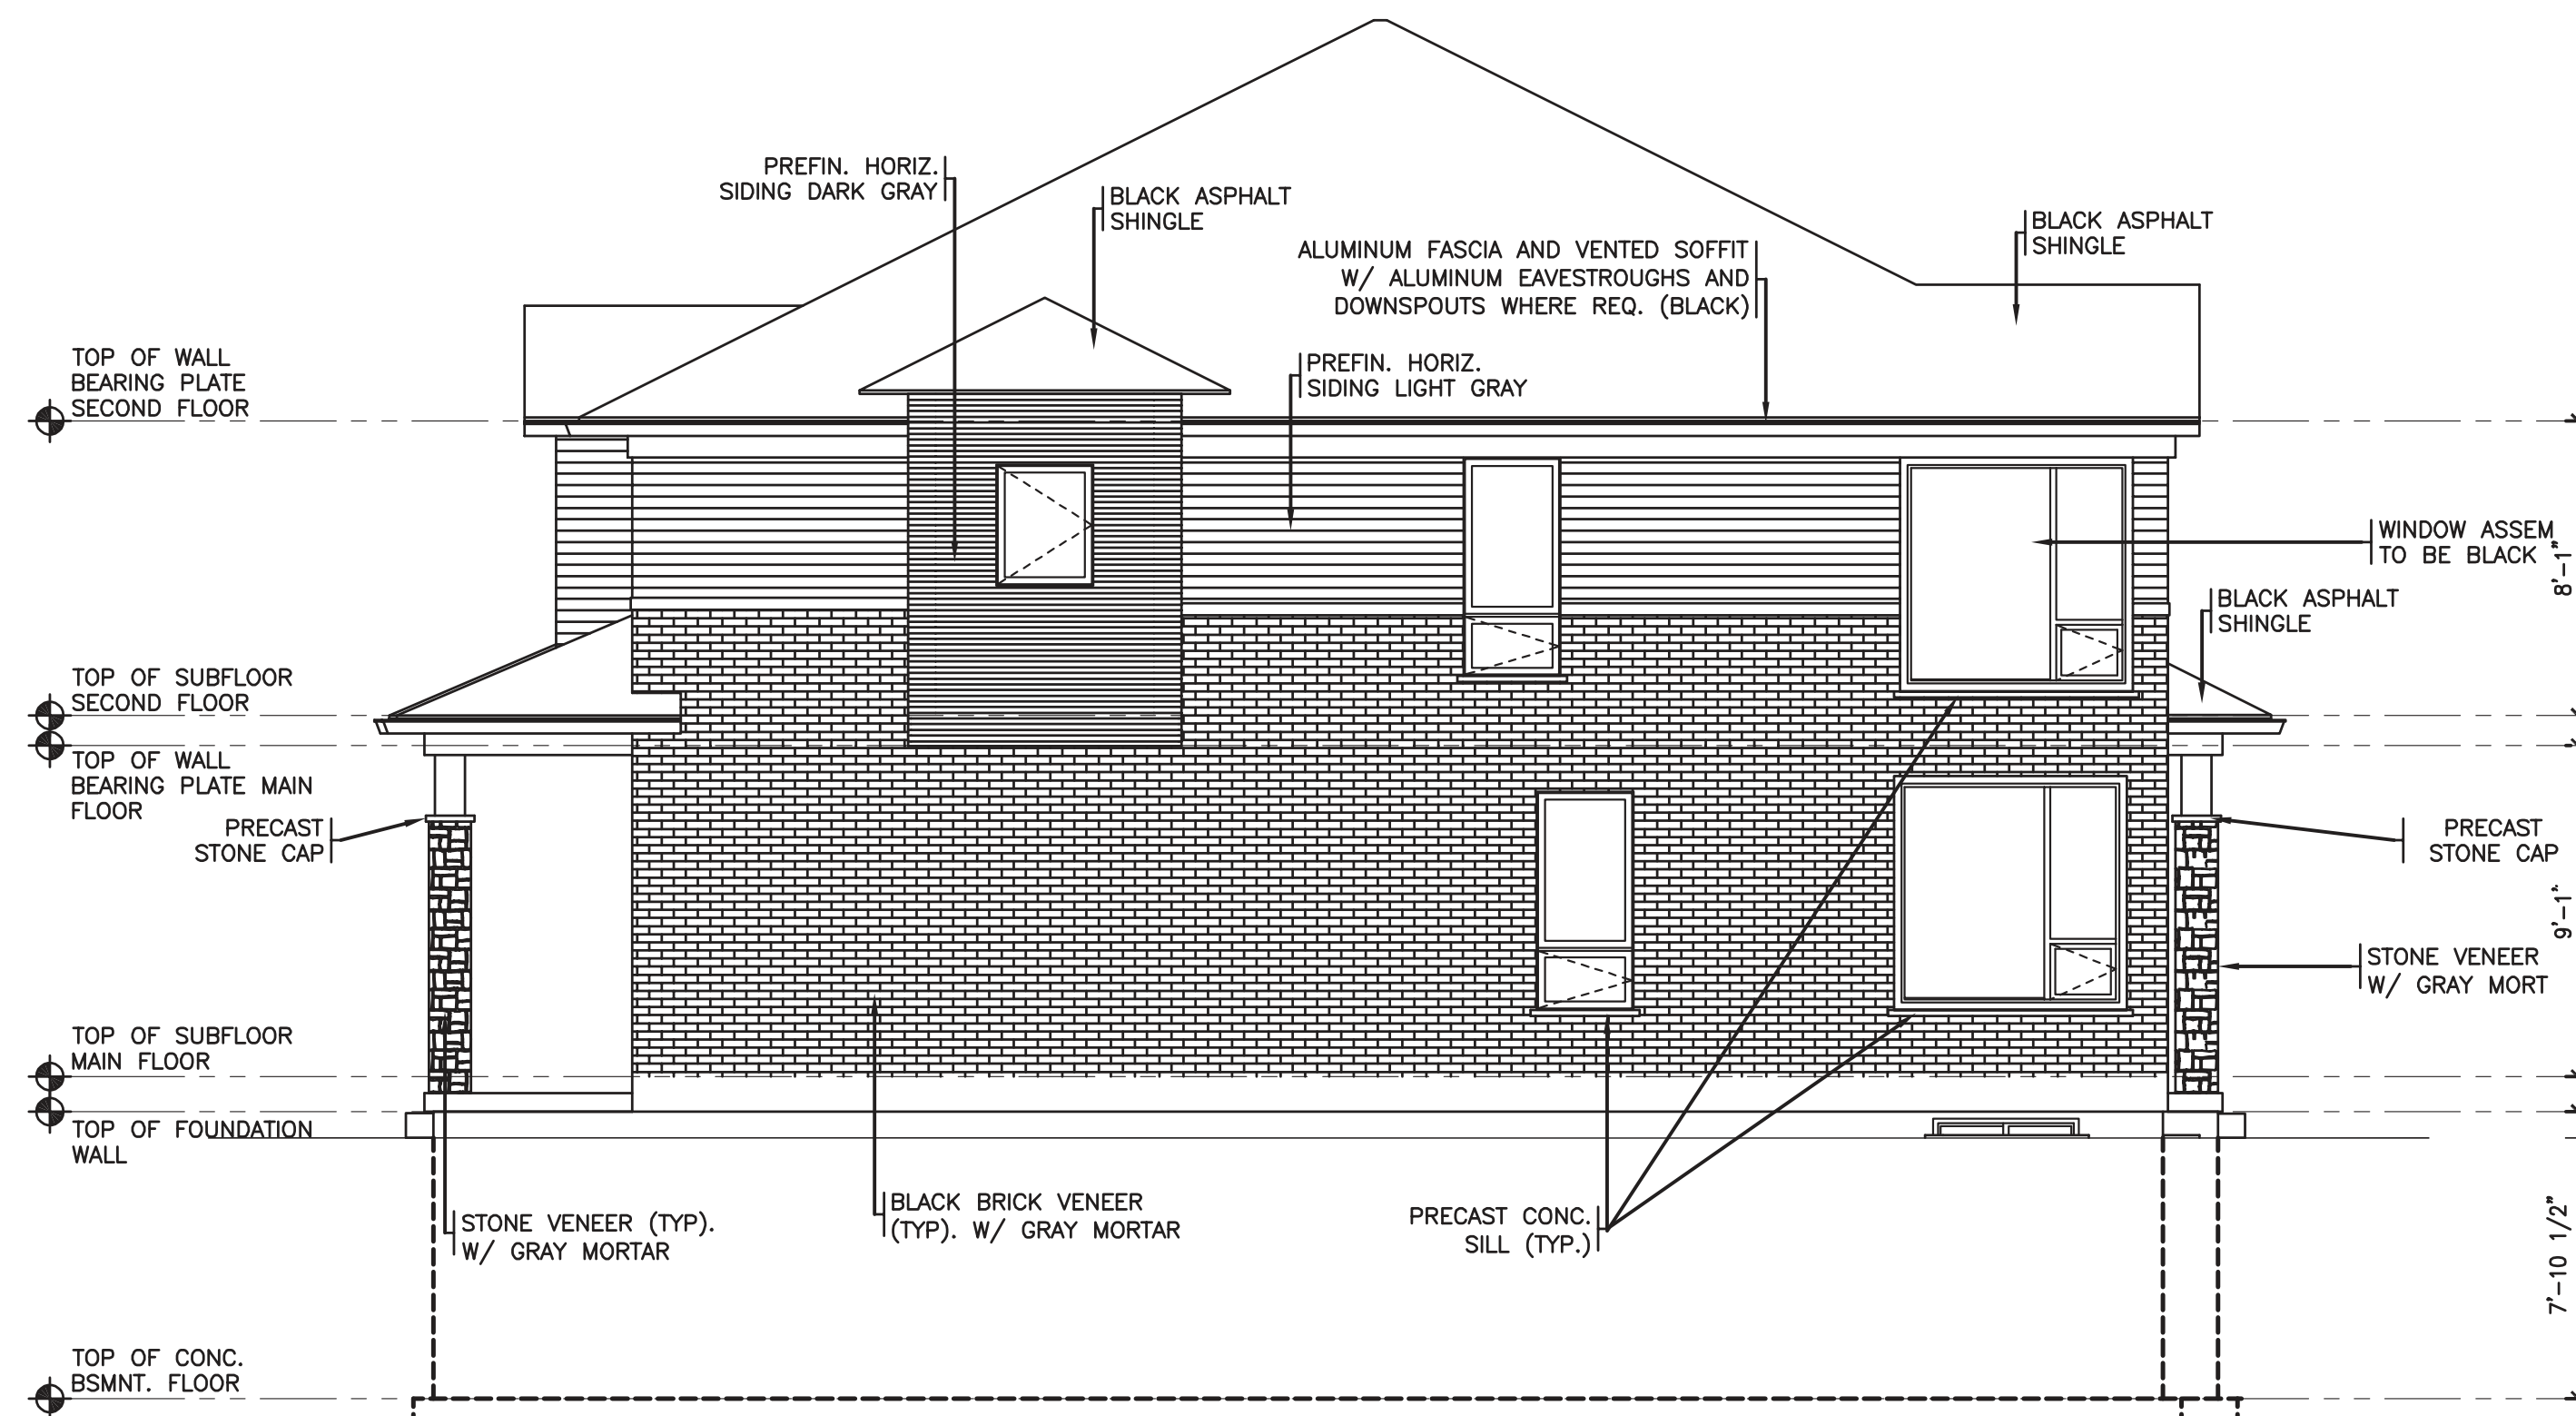 PREFIN. HORIZ.
SIDING DARK GRAY
BLACK ASPHALT
SHINGLE
BLACK ASPHALT
SHINGLE
ALUMINUM FASCIA AND VENTED SOFFIT
W/ ALUMINUM EAVESTROUGHS AND
DOWNSPOUTS WHERE REQ. (BLACK)
PREFIN. HORIZ.
SIDING LIGHT GRAY
TOP OF WALL
BEARING PLATE
SECOND FLOOR
WINDOW ASSEM
TO BE BLACK
8'-1"
BLACK ASPHALT
SHINGLE
TOP OF SUBFLOOR
SECOND FLOOR
TOP OF WALL
BEARING PLATE MAIN
FLOOR
PRECAST
STONE CAP
PRECAST
STONE CAP
9'-1"
STONE VENEER
W/ GRAY MORT
TOP OF SUBFLOOR
MAIN FLOOR
TOP OF FOUNDATION
WALL
STONE VENEER (TYP).
W/ GRAY MORTAR
BLACK BRICK VENEER
(TYP). W/ GRAY MORTAR
PRECAST CONC.
SILL (TYP.)
7'-10 1/2"
TOP OF CONC.
BSMNT. FLOOR